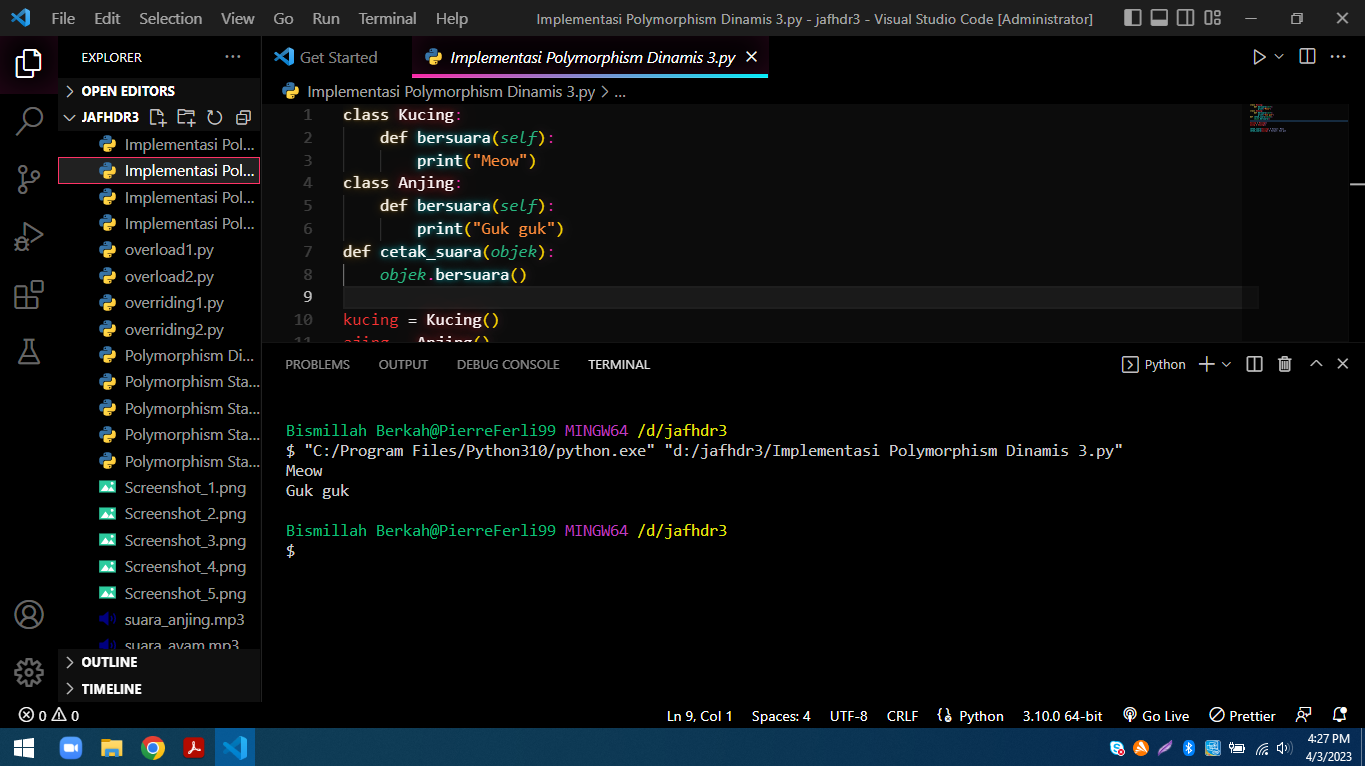 File Edit Selection View Go Run Terminal Help Implementasi Polymorphism Dinamis 3.py - jafhdr3 - Visual Studio Code [Administrator]
EXPLORER
OPEN EDITORS
JAFHDR3
Implementasi Pol...
Implementasi Pol...
Implementasi Pol...
Implementasi Pol...
overload1.py
overload2.py
overriding1.py
overriding2.py
Polymorphism Di...
Polymorphism Sta...
Polymorphism Sta...
Polymorphism Sta...
Polymorphism Sta...
Screenshot_1.png
Screenshot_2.png
Screenshot_3.png
Screenshot_4.png
Screenshot_5.png
suara_anjing.mp3
suara_ayam.mp3
OUTLINE
TIMELINE
Get Started Implementasi Polymorphism Dinamis 3.py
Implementasi Polymorphism Dinamis 3.py > ...
1 class Kucing:
2 def bersuara(self):
3 print("Meow")
4 class Anjing:
5 def bersuara(self):
6 print("Guk guk")
7 def cetak_suara(objek):
8 objek.bersuara()
9
10 kucing = Kucing()
11 = Anjing()
PROBLEMS OUTPUT DEBUG CONSOLE TERMINAL Python
Bismillah Berkah@PierreFerli99 MINGW64 /d/jafhdr3
$ "C:/Program Files/Python310/python.exe" "d:/jafhdr3/Implementasi Polymorphism Dinamis 3.py"
Meow
Guk guk
Bismillah Berkah@PierreFerli99 MINGW64 /d/jafhdr3
$
0 0 Ln 9, Col 1 Spaces: 4 UTF-8 CRLF Python 3.10.0 64-bit Go Live Prettier
4:27 PM
4/3/2023